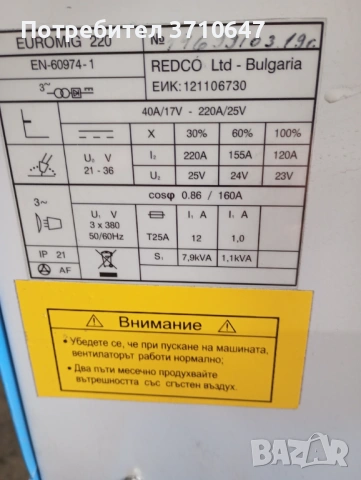 Потребител 3710647
EUROMIG 220 №
EN-60974-1 REDCO Ltd - Bulgaria
ЕИК:121106730
3~
40A/17V - 220A/25V
X 30% 60% 100%
U₀ V I₂ 220A 155A 120A
21 - 36 U₂ 25V 24V 23V
cosφ 0.86 / 160A
3~ U₁ V I₁ A I₁ A
3 x 380
50/60Hz T25A 12 1,0
IP 21 S₁ 7,9kVA 1,1kVA
AF
Внимание
• Убедете се, че при пускане на машината,
вентилаторът работи нормално;
• Два пъти месечно продухвайте
вътрешността със сгъстен въздух.
BAZAR